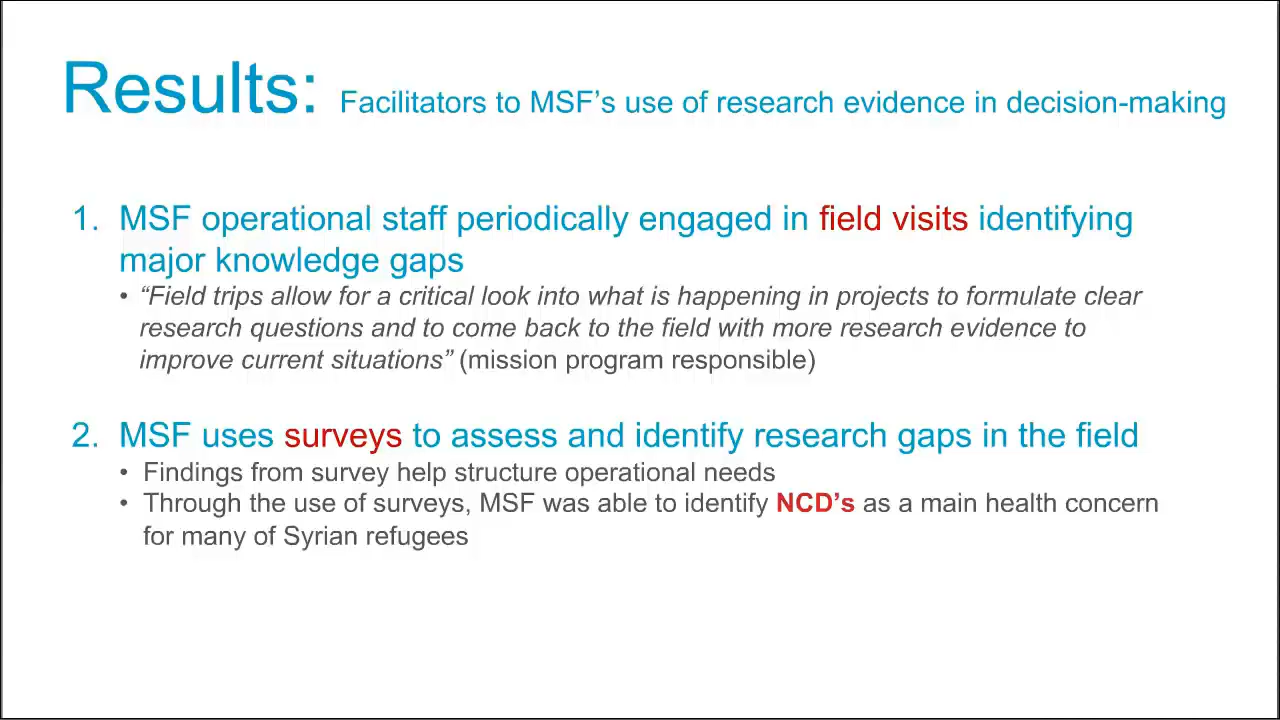 Results: Facilitators to MSF’s use of research evidence in decision-making
1. MSF operational staff periodically engaged in field visits identifying
major knowledge gaps
• “Field trips allow for a critical look into what is happening in projects to formulate clear
research questions and to come back to the field with more research evidence to
improve current situations” (mission program responsible)
2. MSF uses surveys to assess and identify research gaps in the field
• Findings from survey help structure operational needs
• Through the use of surveys, MSF was able to identify NCD’s as a main health concern
for many of Syrian refugees